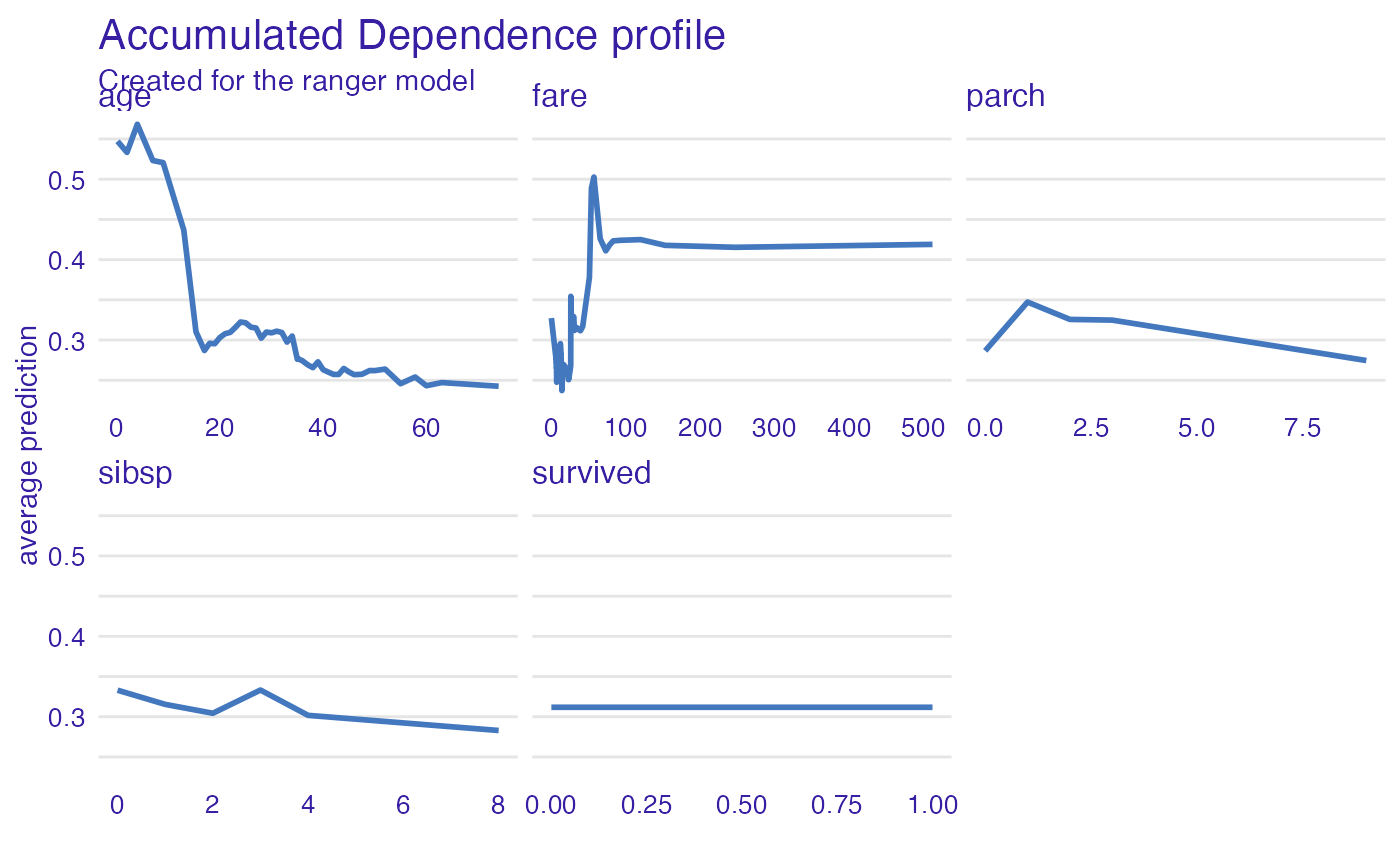 Accumulated Dependence profile
Created for the ranger model
age
fare
parch
0.5
0.4
0.3
0 20 40 60
0 100 200 300 400 500
0.0 2.5 5.0 7.5
average prediction
sibsp
survived
0.5
0.4
0.3
0 2 4 6 8
0.00 0.25 0.50 0.75 1.00